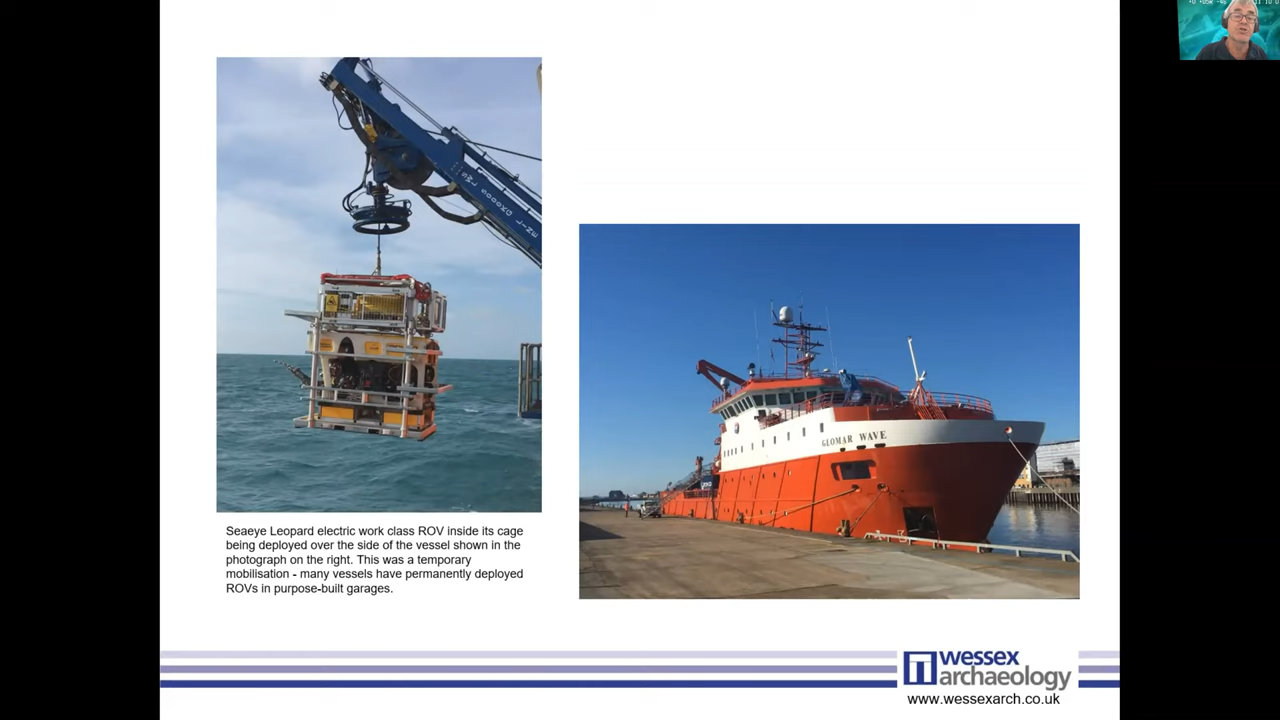 GLOMAR WAVE
Seaeye Leopard electric work class ROV inside its cage
being deployed over the side of the vessel shown in the
photograph on the right. This was a temporary
mobilisation - many vessels have permanently deployed
ROVs in purpose-built garages.
wessex
archaeology
www.wessexarch.co.uk